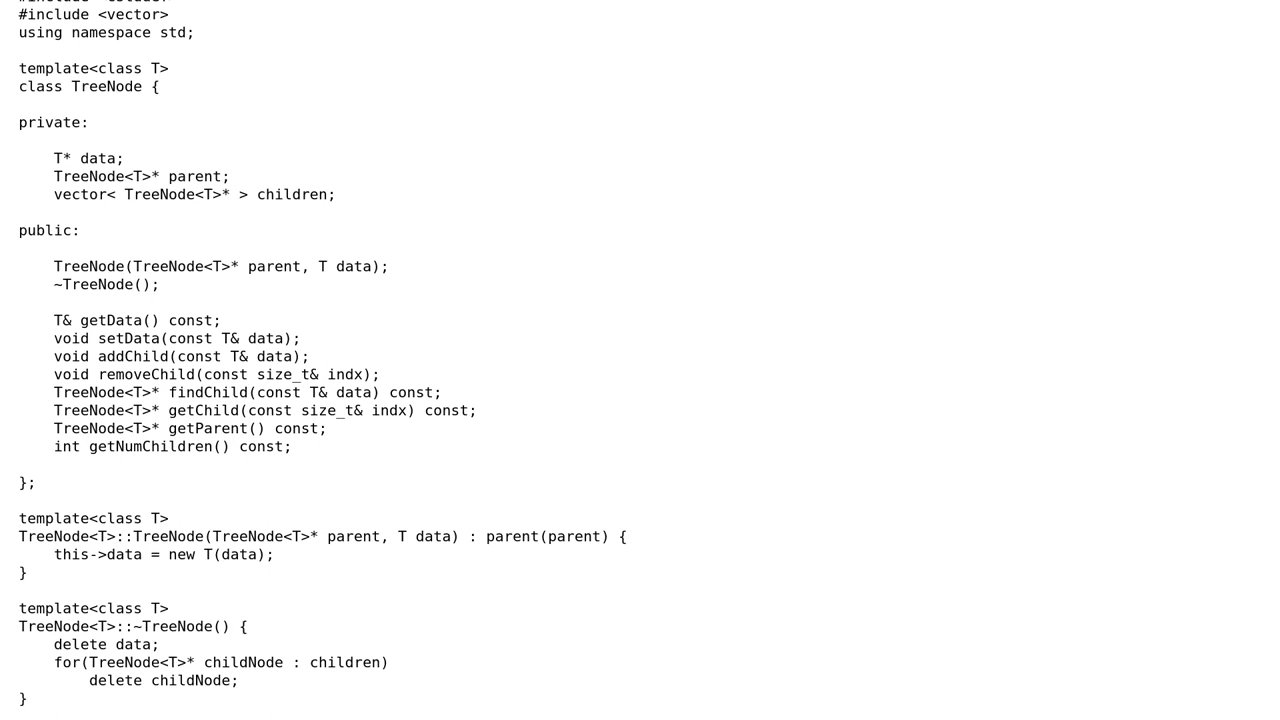 #include <vector>
using namespace std;

template<class T>
class TreeNode {

private:

    T* data;
    TreeNode<T>* parent;
    vector< TreeNode<T>* > children;

public:

    TreeNode(TreeNode<T>* parent, T data);
    ~TreeNode();

    T& getData() const;
    void setData(const T& data);
    void addChild(const T& data);
    void removeChild(const size_t& indx);
    TreeNode<T>* findChild(const T& data) const;
    TreeNode<T>* getChild(const size_t& indx) const;
    TreeNode<T>* getParent() const;
    int getNumChildren() const;

};

template<class T>
TreeNode<T>::TreeNode(TreeNode<T>* parent, T data) : parent(parent) {
    this->data = new T(data);
}

template<class T>
TreeNode<T>::~TreeNode() {
    delete data;
    for(TreeNode<T>* childNode : children)
        delete childNode;
}